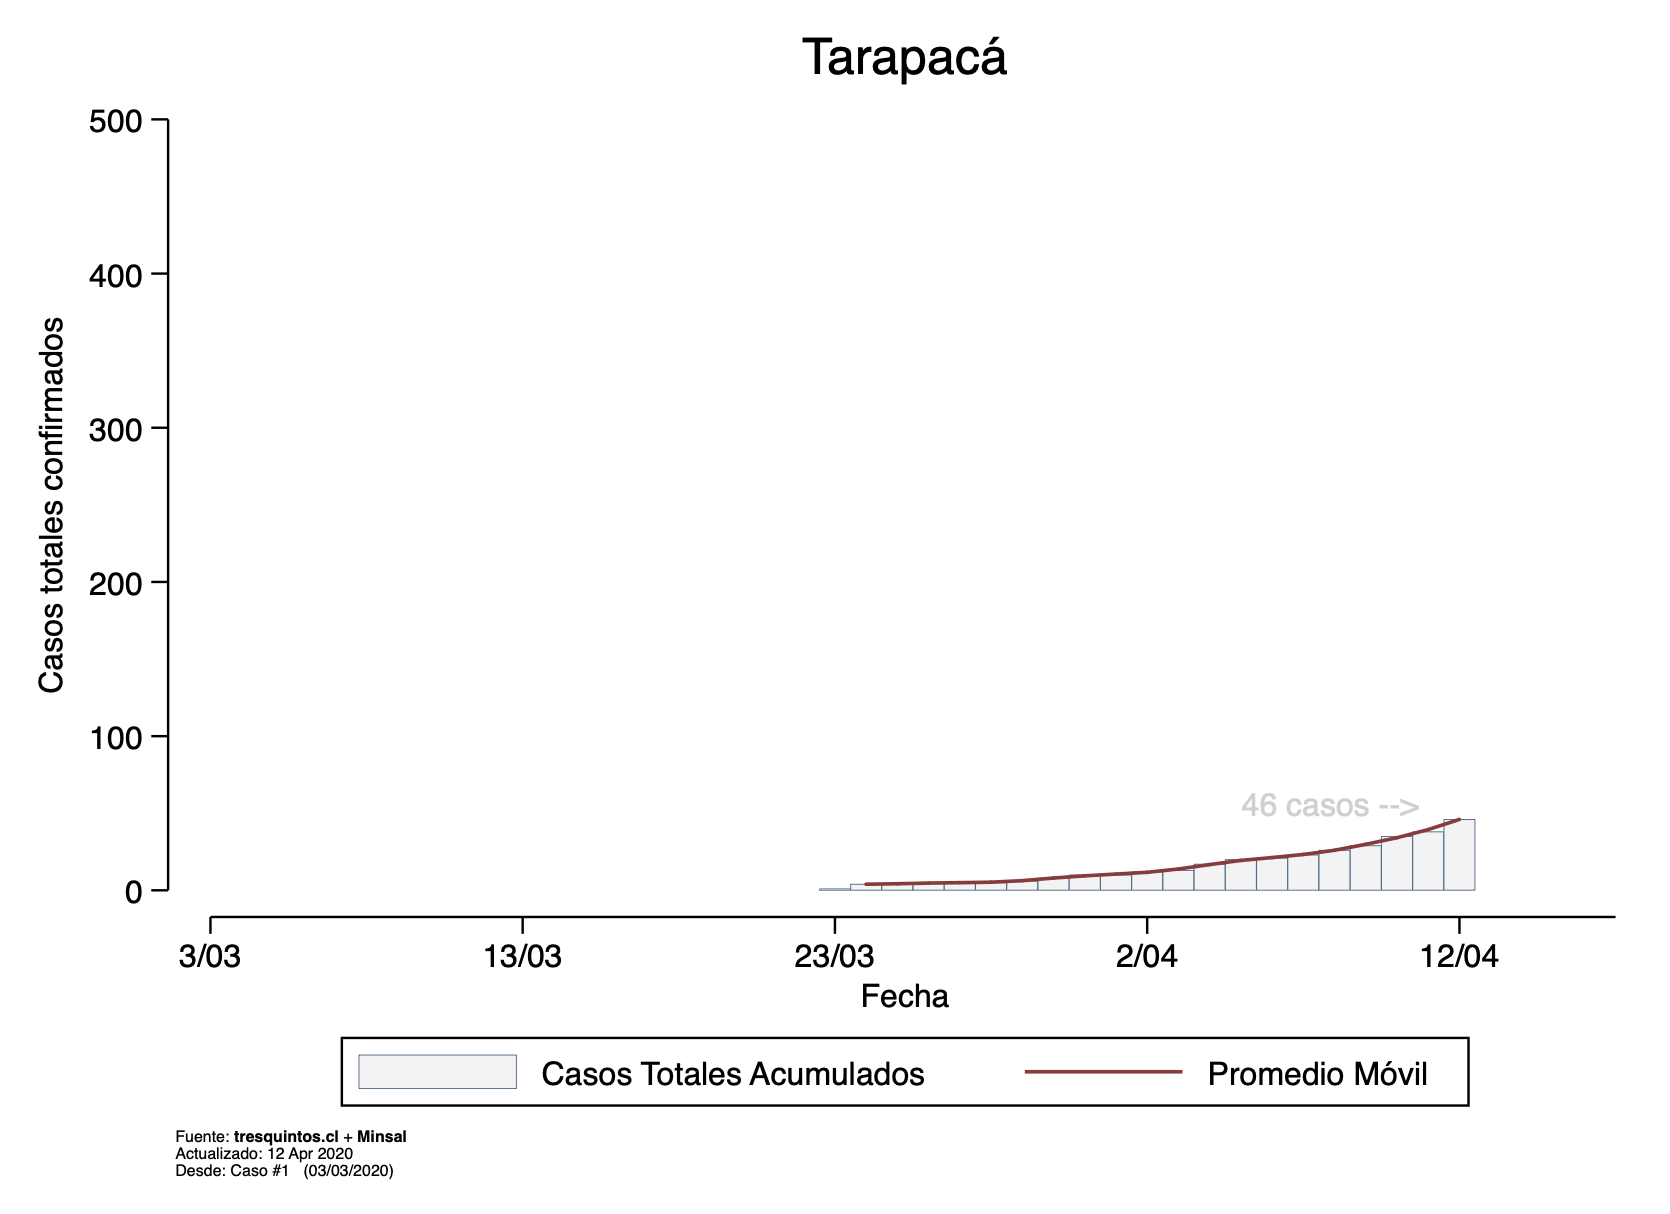 Tarapacá
500
400
300
200
100
0
Casos totales confirmados
46 casos -->
3/03 13/03 23/03 2/04 12/04
Fecha
Casos Totales Acumulados Promedio Móvil
Fuente: tresquintos.cl + Minsal
Actualizado: 12 Apr 2020
Desde: Caso #1 (03/03/2020)